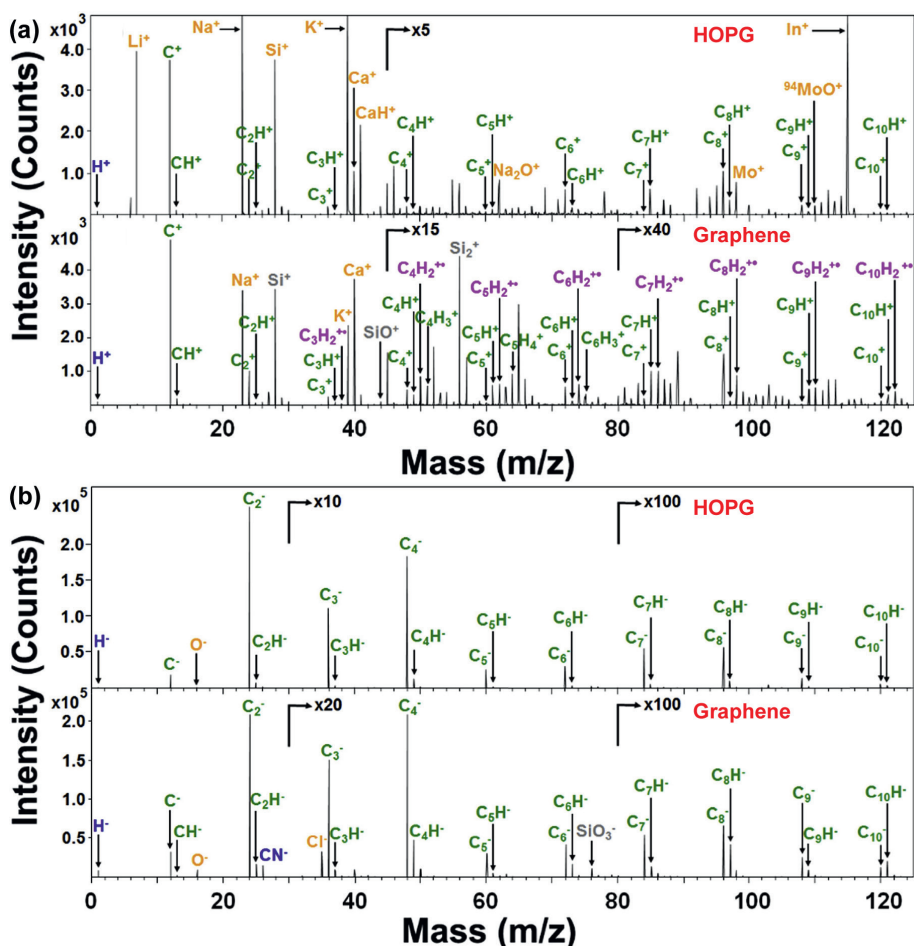 (a)
×10³
Intensity (Counts)
4.0
3.0
2.0
1.0
H⁺
Li⁺
C⁺
CH⁺
Na⁺
C₂H⁺
C₂⁺
Si⁺
C₃H⁺
C₃⁺
K⁺
Ca⁺
CaH⁺
x5
C₄H⁺
C₄⁺
C₅H⁺
C₅⁺
Na₂O⁺
C₆⁺
C₆H⁺
C₇H⁺
C₇⁺
HOPG
C₈H⁺
C₈⁺
Mo⁺
⁹⁴MoO⁺
C₉H⁺
C₉⁺
In⁺
C₁₀H⁺
C₁₀⁺
×10³
4.0
3.0
2.0
1.0
H⁺
C⁺
CH⁺
Na⁺
C₂H⁺
C₂⁺
Si⁺
C₃H₂⁺•
C₃H⁺
C₃⁺
K⁺
Ca⁺
SiO⁺
x15
C₄H₂⁺•
C₄H⁺
C₄H₃⁺
C₄⁺
Si₂⁺
C₅H₂⁺•
C₅H⁺
C₅⁺
C₅H₄⁺
C₆H₂⁺•
C₆H⁺
C₆⁺
C₆H₃⁺
x40
C₇H₂⁺•
C₇H⁺
C₇⁺
Graphene
C₈H₂⁺•
C₈H⁺
C₈⁺
C₉H₂⁺•
C₉H⁺
C₉⁺
C₁₀H₂⁺•
C₁₀H⁺
C₁₀⁺
0 20 40 60 80 100 120
Mass (m/z)
(b)
×10⁵
Intensity (Counts)
2.0
1.5
1.0
0.5
H⁻
C⁻
O⁻
C₂⁻
C₂H⁻
x10
C₃⁻
C₃H⁻
C₄⁻
C₄H⁻
C₅H⁻
C₅⁻
C₆H⁻
C₆⁻
x100
HOPG
C₇H⁻
C₇⁻
C₈H⁻
C₈⁻
C₉H⁻
C₉⁻
C₁₀H⁻
C₁₀⁻
×10⁵
2.0
1.5
1.0
0.5
H⁻
C⁻
CH⁻
O⁻
C₂⁻
C₂H⁻
CN⁻
x20
Cl⁻
C₃⁻
C₃H⁻
C₄⁻
C₄H⁻
C₅H⁻
C₅⁻
C₆H⁻
C₆⁻
SiO₃⁻
x100
Graphene
C₇H⁻
C₇⁻
C₈H⁻
C₈⁻
C₉⁻
C₉H⁻
C₁₀H⁻
C₁₀⁻
0 20 40 60 80 100 120
Mass (m/z)